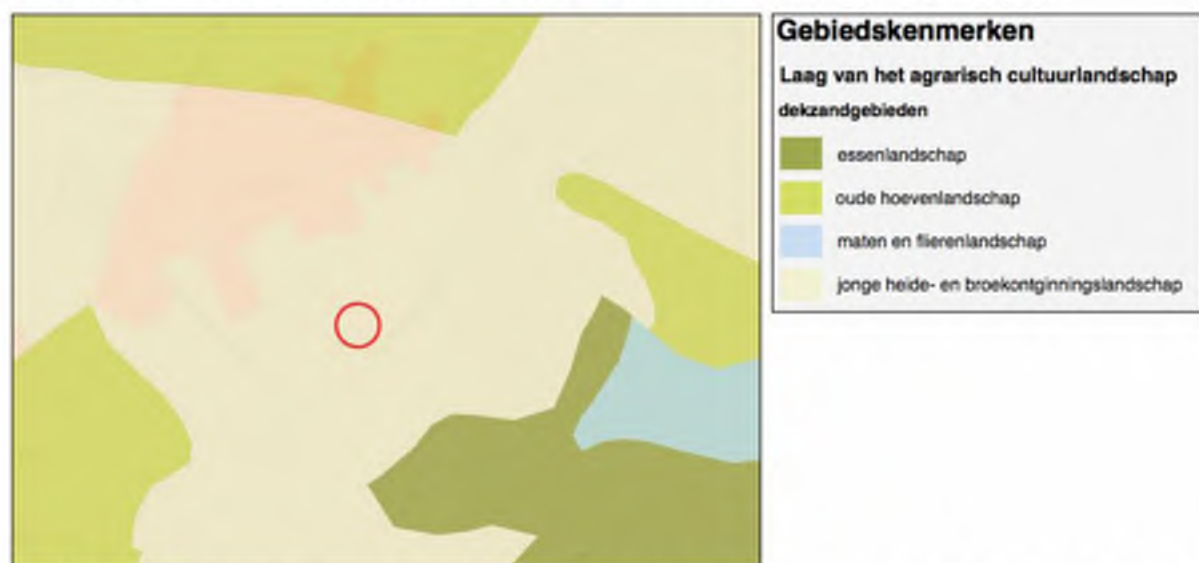 Gebiedskenmerken
Laag van het agrarisch cultuurlandschap
dekzandgebieden
essenlandschap
oude hoevenlandschap
maten en flierenlandschap
jonge heide- en broekontginningslandschap